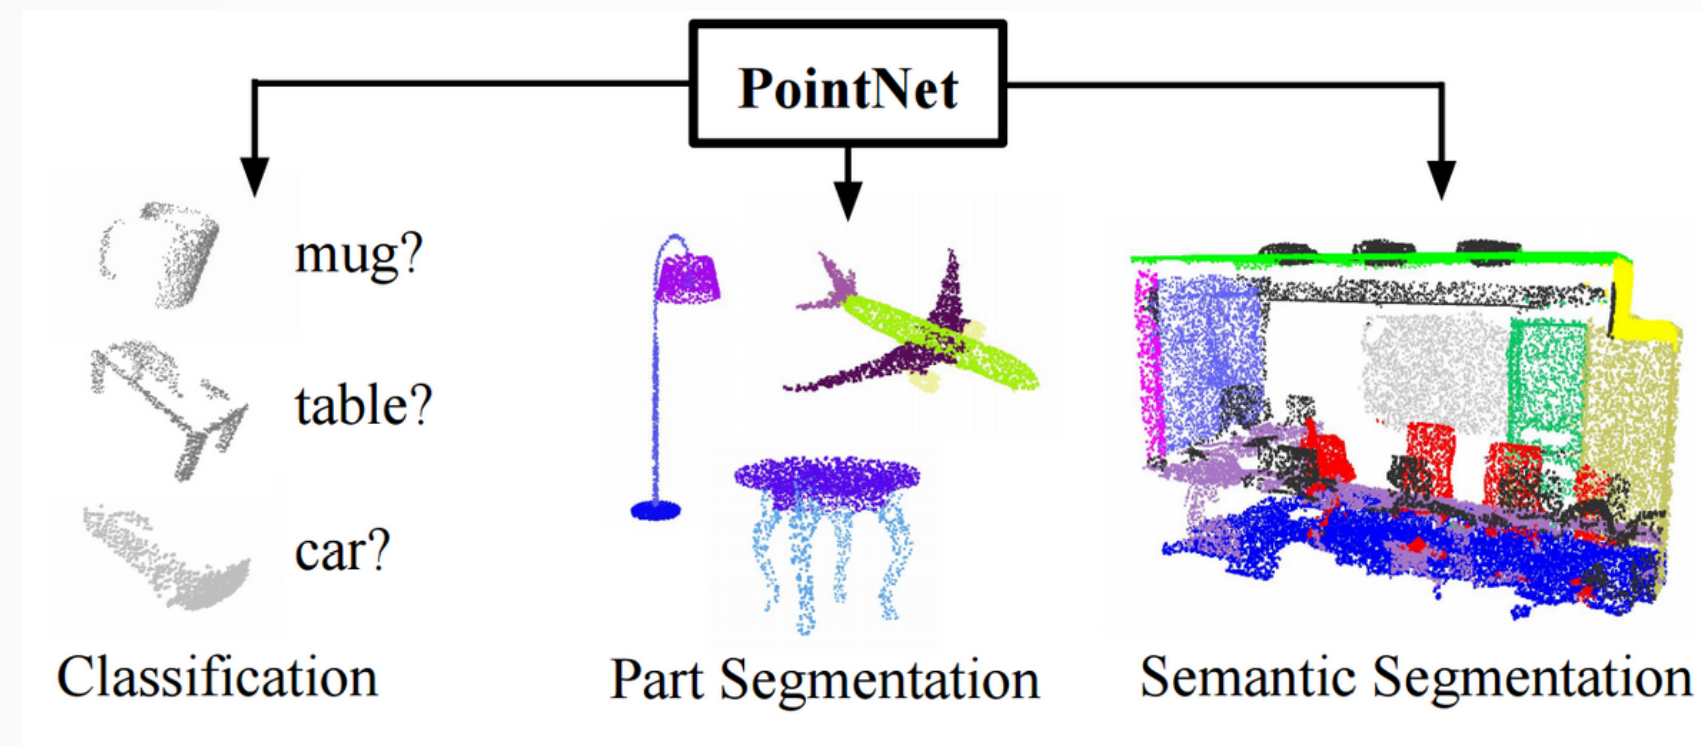 PointNet
mug?
table?
car?
Classification
Part Segmentation
Semantic Segmentation